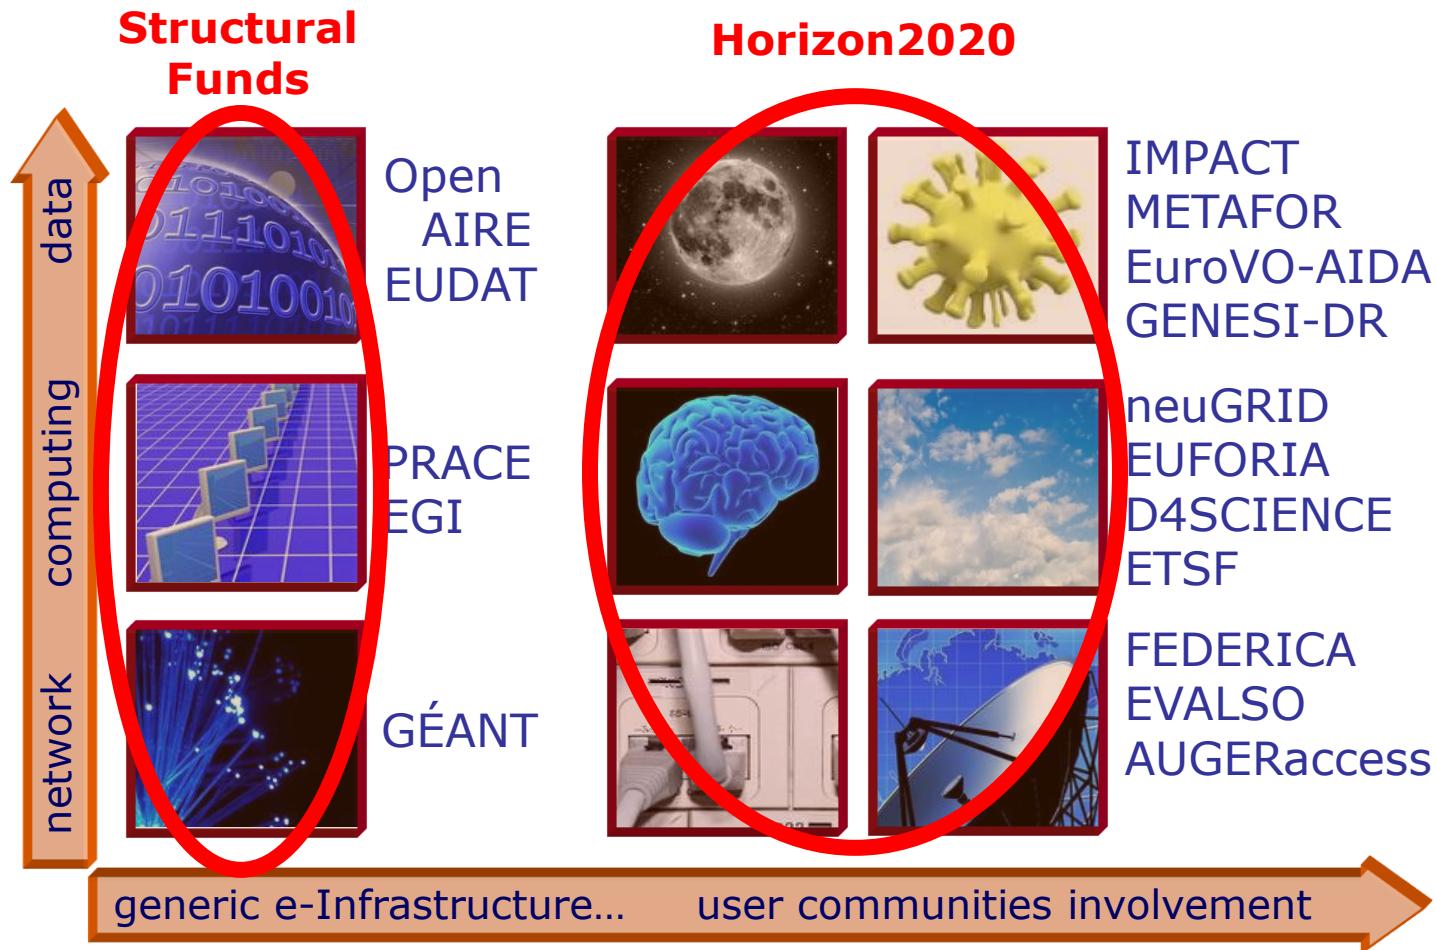 Structural
Funds
Horizon2020
data
computing
network
Open
AIRE
EUDAT
PRACE
EGI
GÉANT
IMPACT
METAFOR
EuroVO-AIDA
GENESI-DR
neuGRID
EUFORIA
D4SCIENCE
ETSF
FEDERICA
EVALSO
AUGERaccess
generic e-Infrastructure… user communities involvement